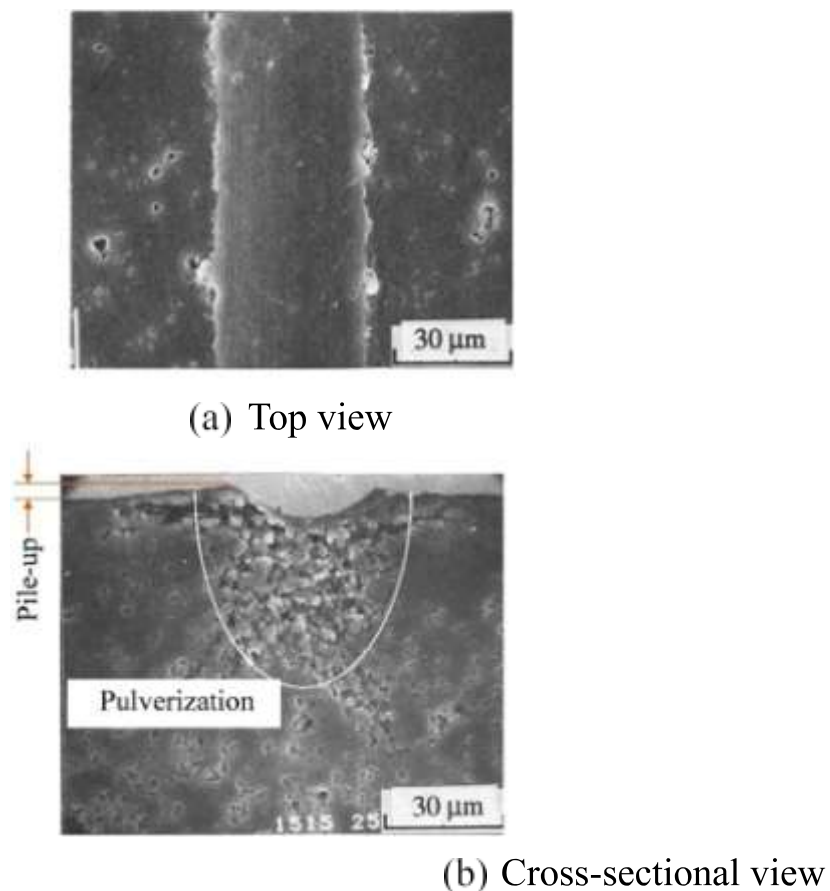 30 μm
(a) Top view
Pile-up
Pulverization
30 μm
1515 25
(b) Cross-sectional view